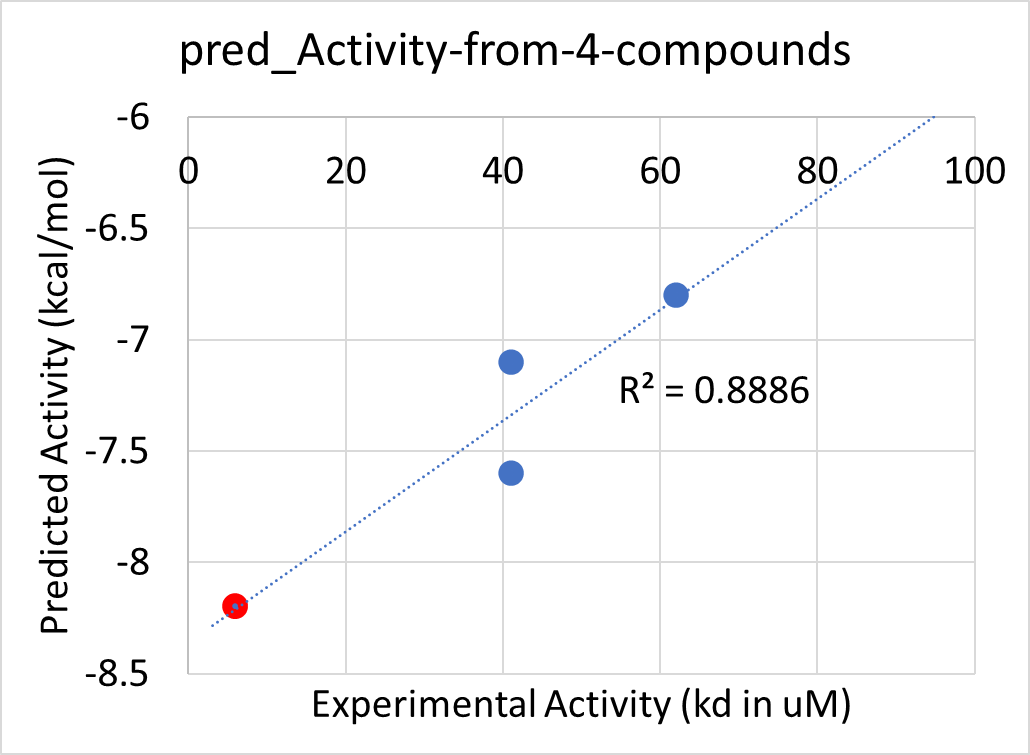 pred_Activity-from-4-compounds
-6
0 20 40 60 80 100
-6.5
-7
R² = 0.8886
-7.5
-8
-8.5
Predicted Activity (kcal/mol)
Experimental Activity (kd in uM)